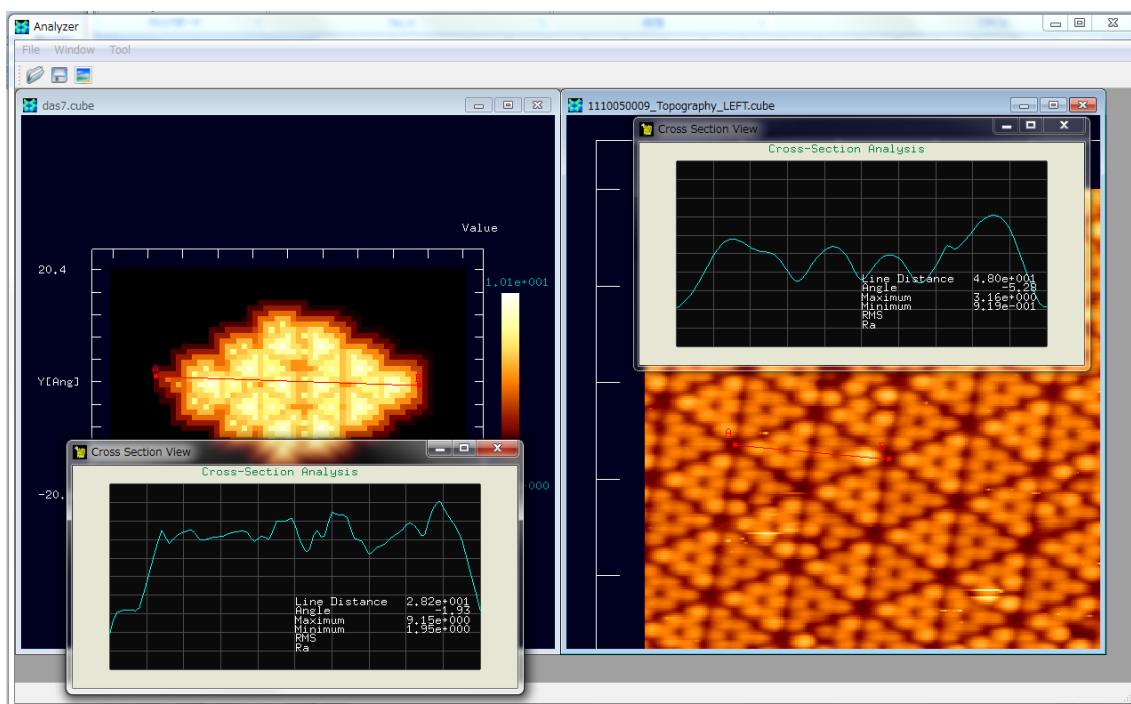 Analyzer
File Window Tool
das7.cube
1110050009_Topography_LEFT.cube
Cross Section View
Cross-Section Analysis
Line Distance 4.80e+001
Angle -5.28
Maximum 3.16e+000
Minimum 9.19e-001
RMS
Ra
Value
20.4
1.01e+001
Y[Ang]
A
A
-20.
000
Cross Section View
Cross-Section Analysis
Line Distance 2.82e+001
Angle -1.93
Maximum 9.15e+000
Minimum 1.95e+000
RMS
Ra